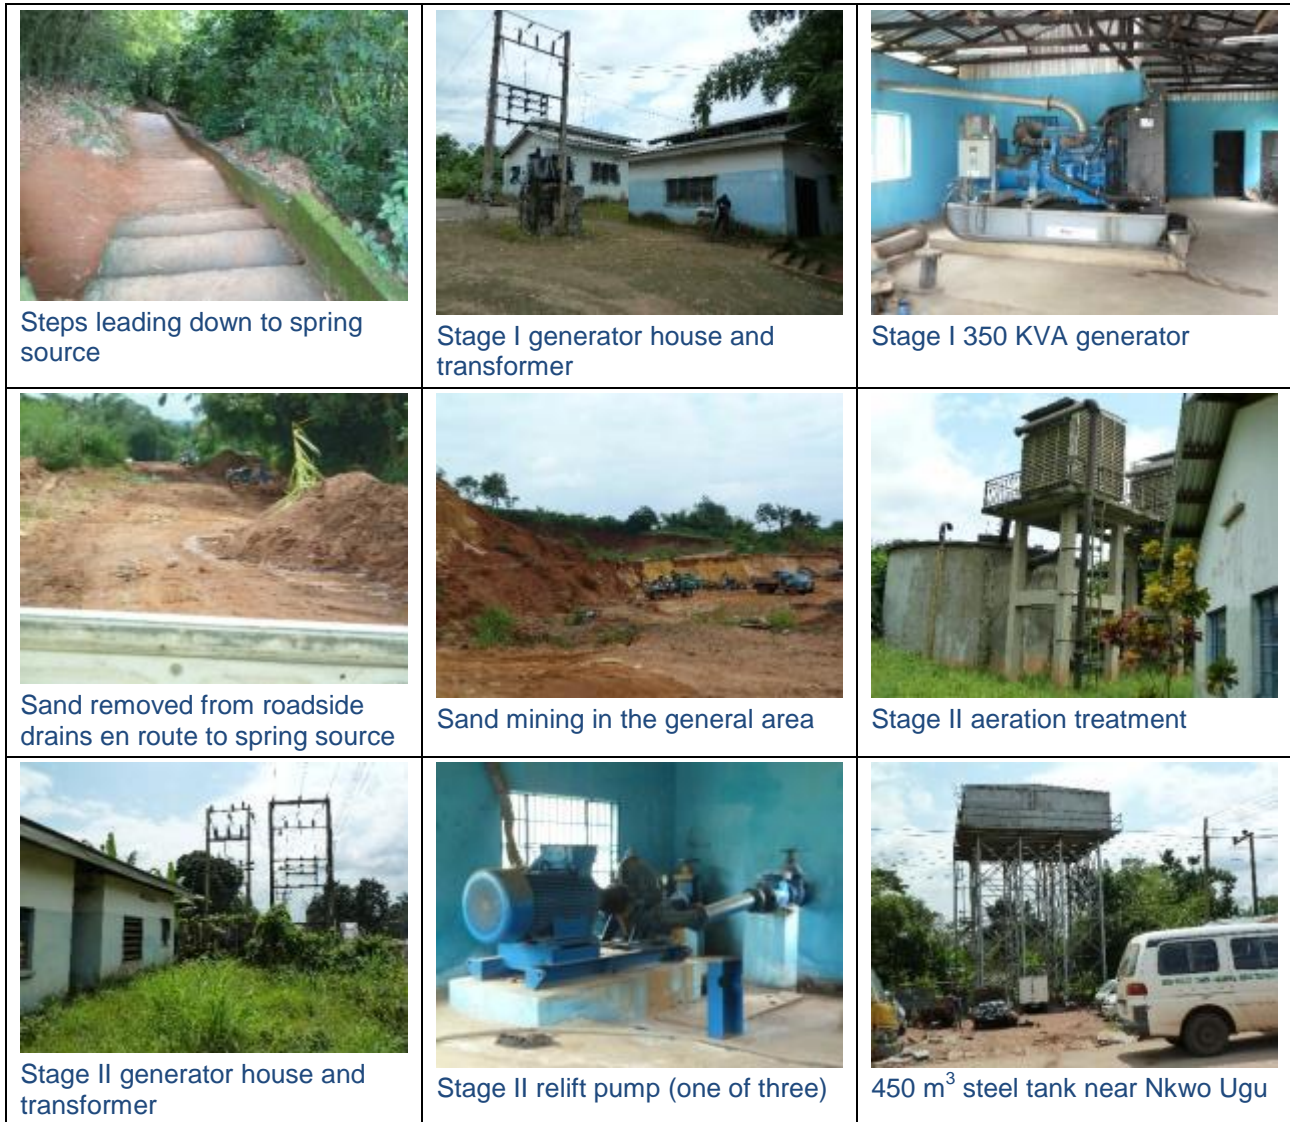 Steps leading down to spring
source
Stage I generator house and
transformer
Stage I 350 KVA generator
Sand removed from roadside
drains en route to spring source
Sand mining in the general area
Stage II aeration treatment
Stage II generator house and
transformer
Stage II relift pump (one of three)
450 m³ steel tank near Nkwo Ugu